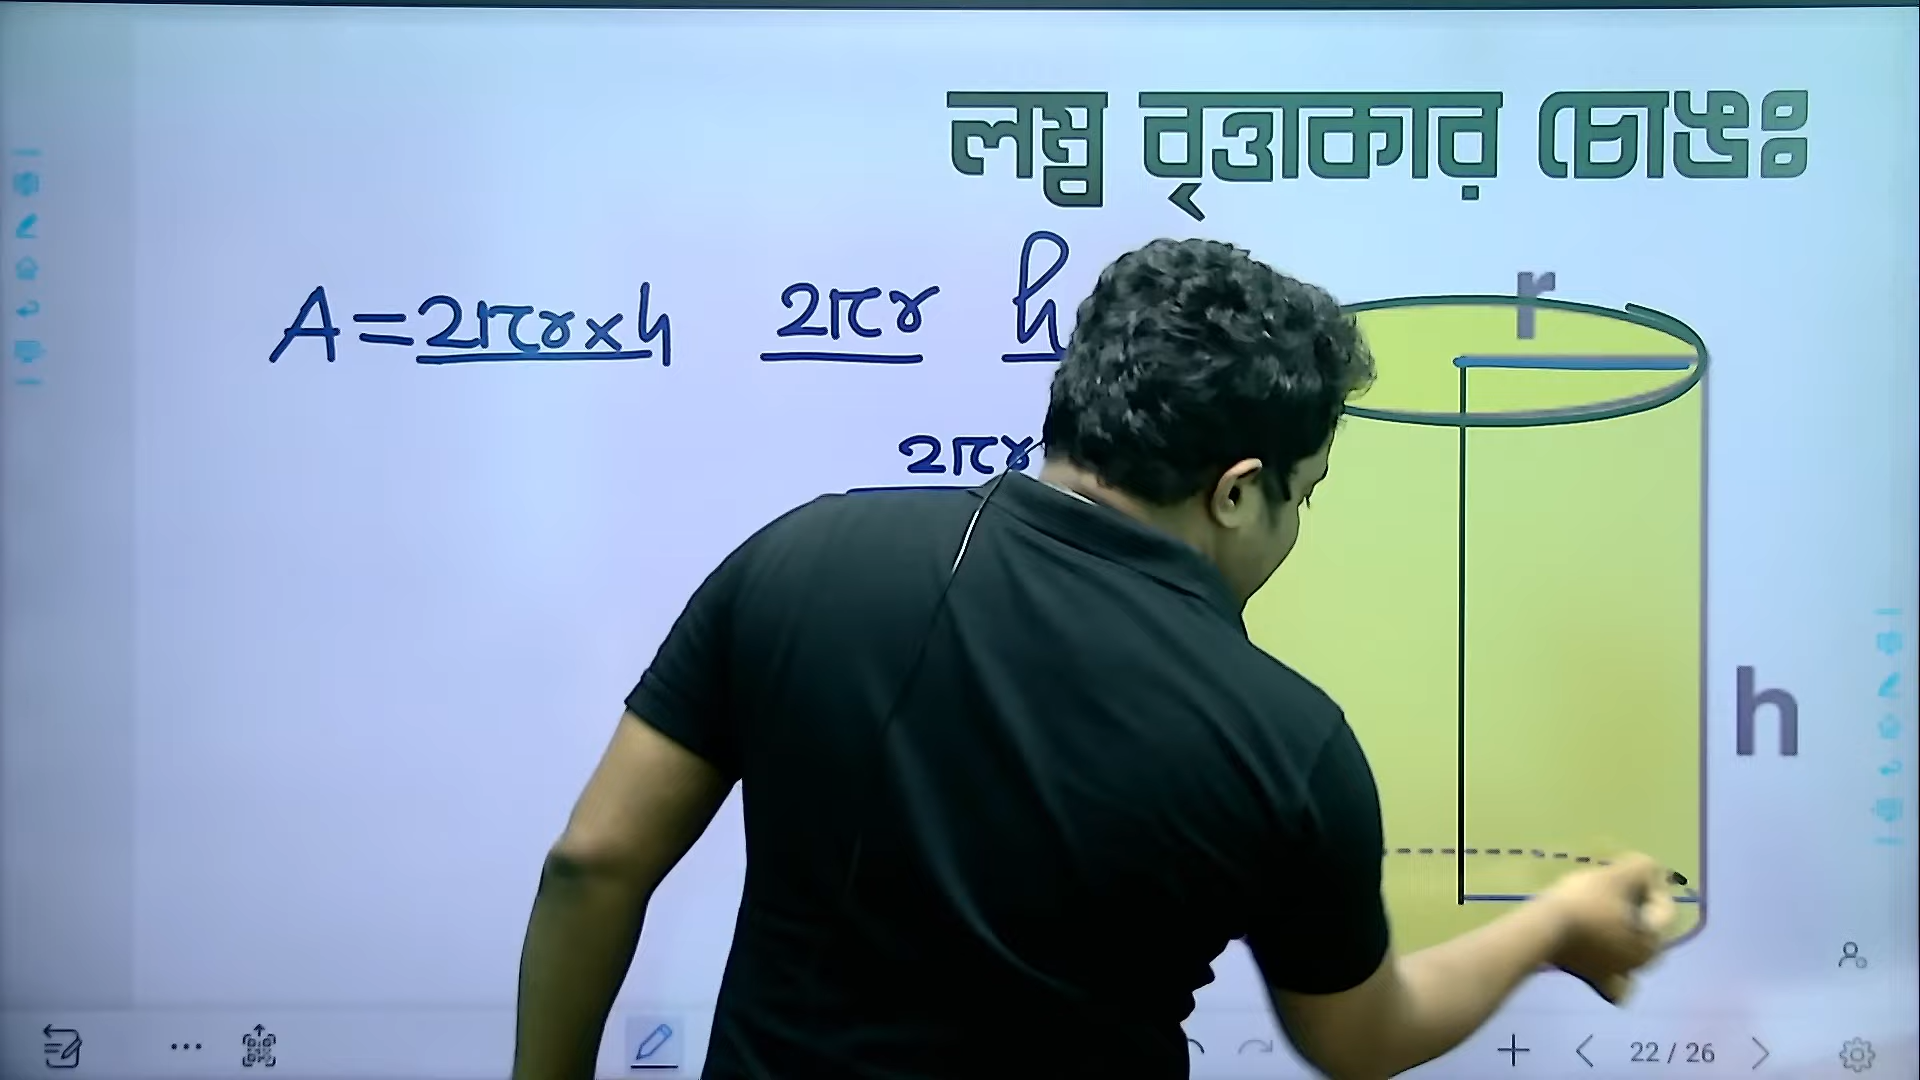 লম্ব বৃত্তাকার চোঙঃ
r
A=2πr×h 2πr h
2πr
h
22 / 26